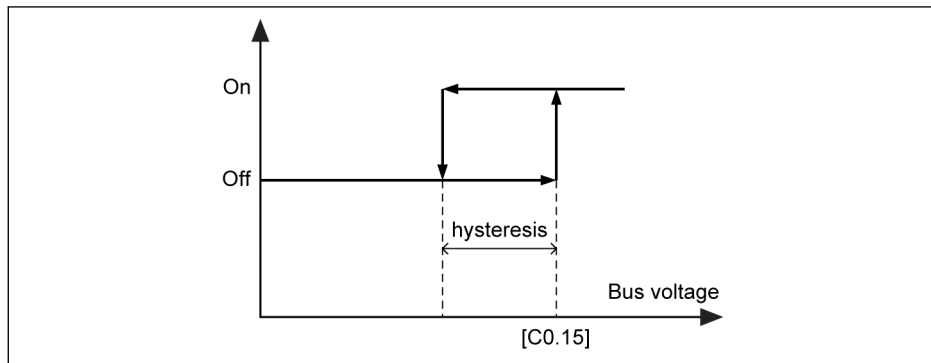 On
Off
hysteresis
Bus voltage
[C0.15]